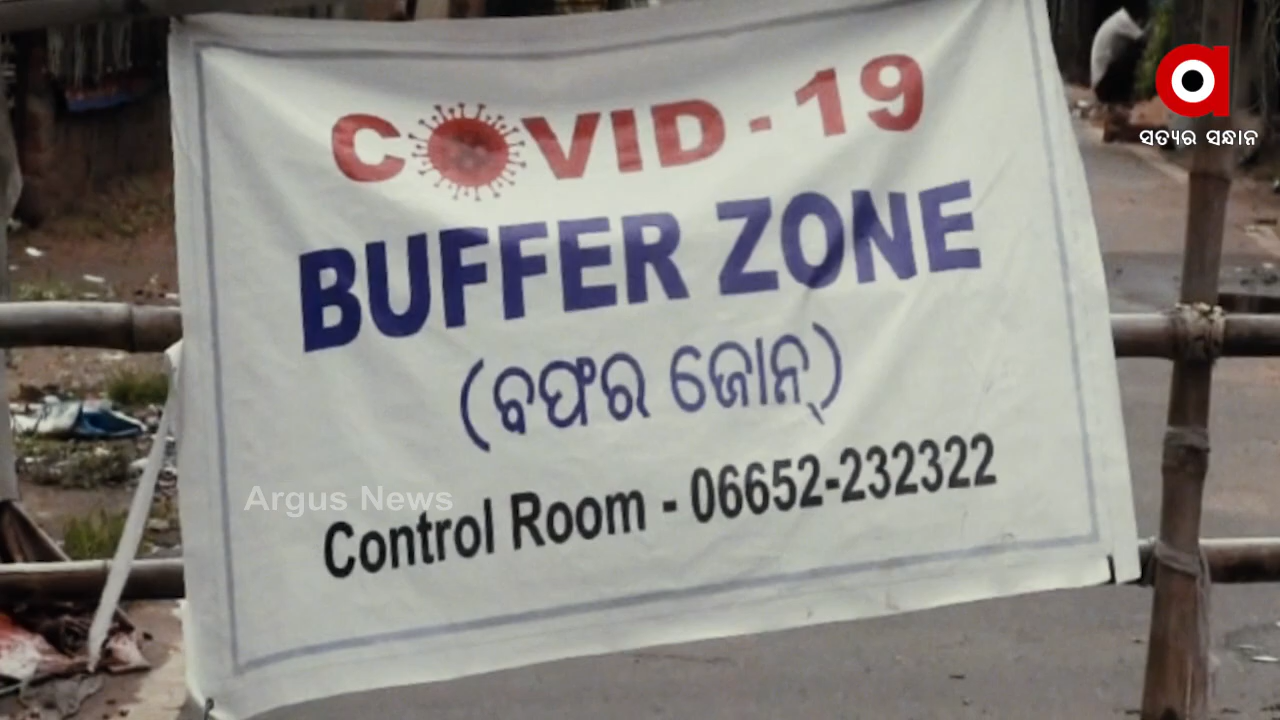 ସତ୍ୟର ସନ୍ଧାନ
COVID-19
BUFFER ZONE
(ବଫର ଜୋନ୍)
Control Room - 06652-232322
Argus News